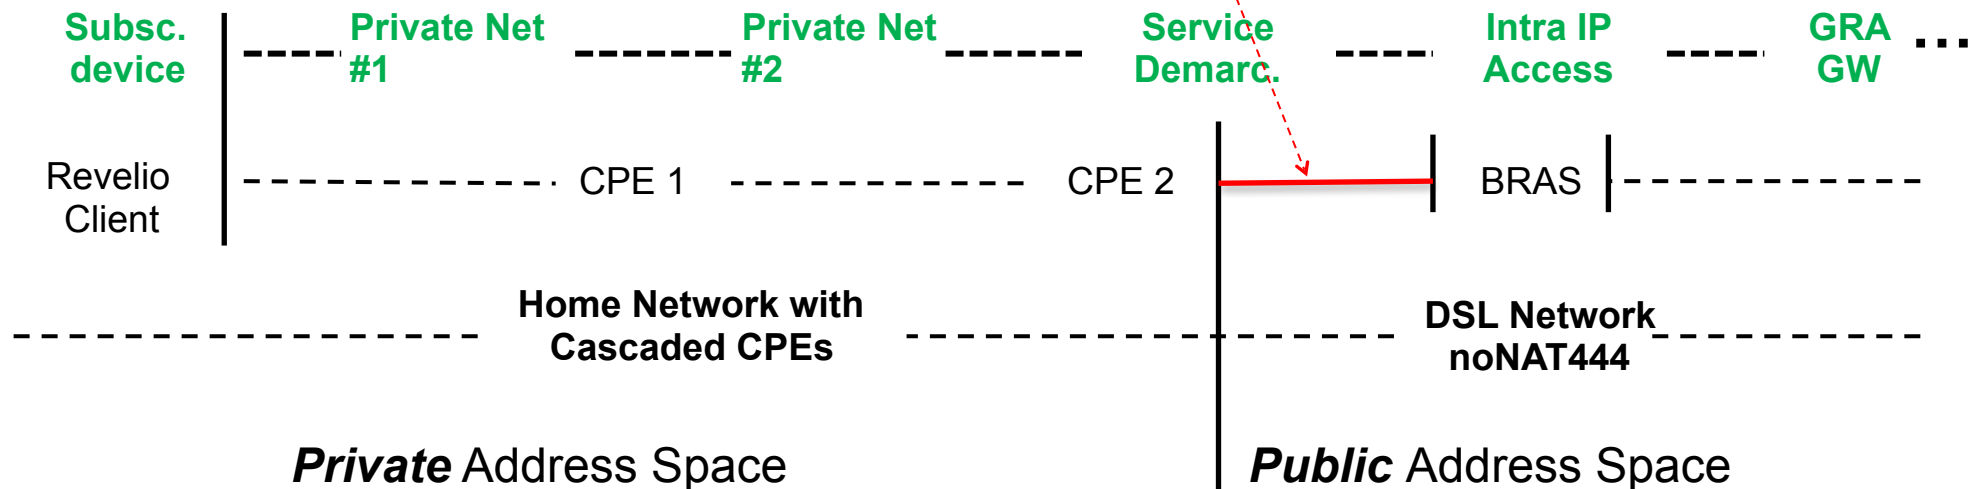 Subsc. Private Net Private Net Service Intra IP GRA ...
device #1 #2 Demarc. Access GW
Revelio CPE 1 CPE 2 BRAS
Client
Home Network with DSL Network
Cascaded CPEs noNAT444
Private Address Space Public Address Space